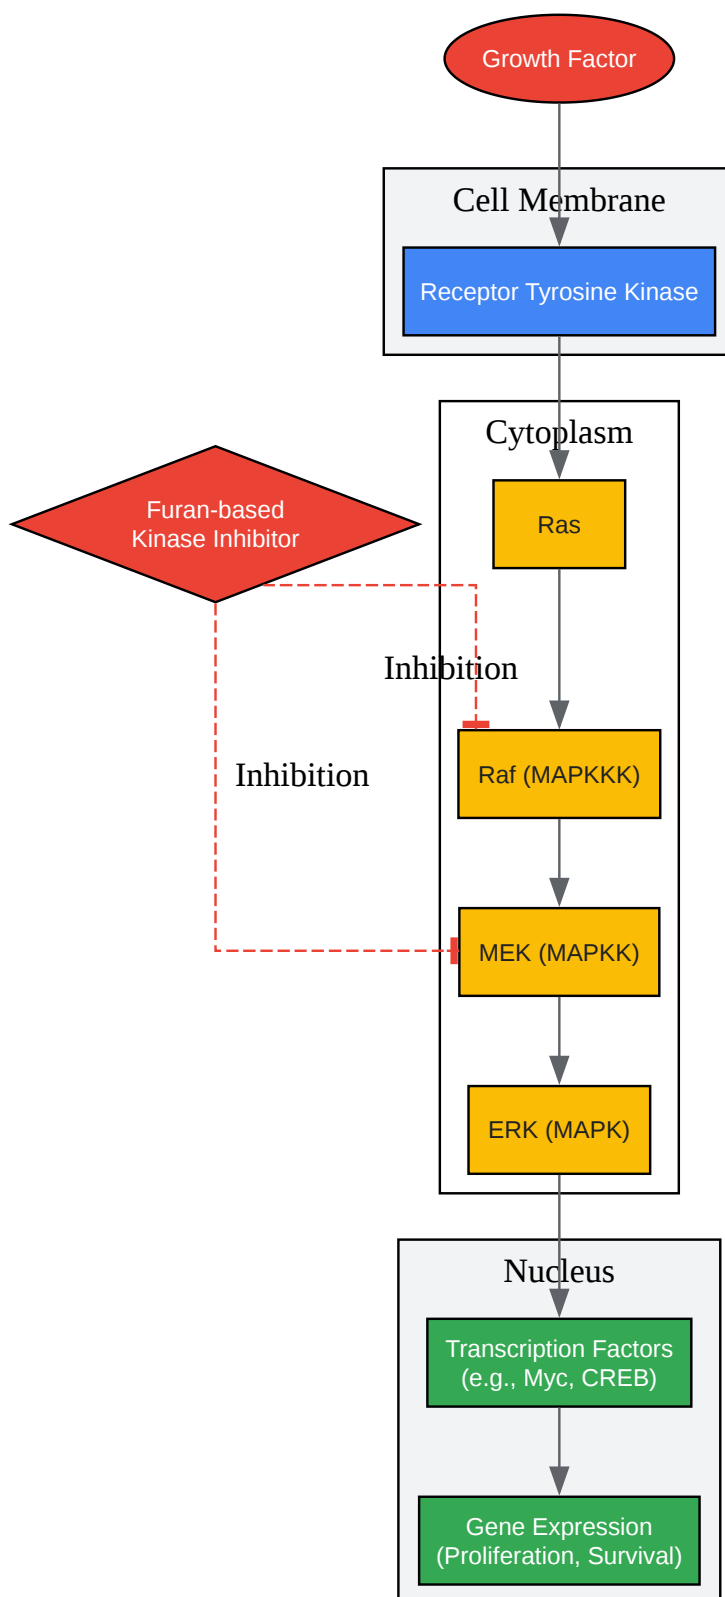 Growth Factor
Cell Membrane
Receptor Tyrosine Kinase
Cytoplasm
Furan-based
Kinase Inhibitor
Ras
Inhibition
Inhibition
Raf (MAPKKK)
MEK (MAPKK)
ERK (MAPK)
Nucleus
Transcription Factors
(e.g., Myc, CREB)
Gene Expression
(Proliferation, Survival)